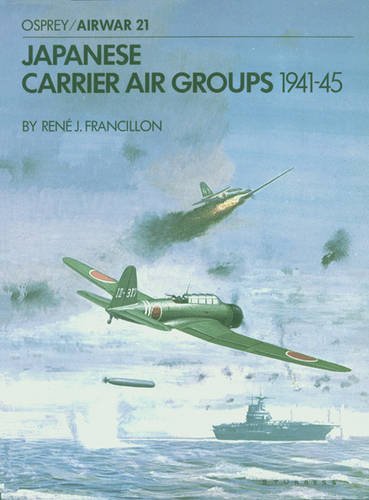 OSPREY/AIRWAR 21
JAPANESE
CARRIER AIR GROUPS 1941-45
BY RENÉ J. FRANCILLON